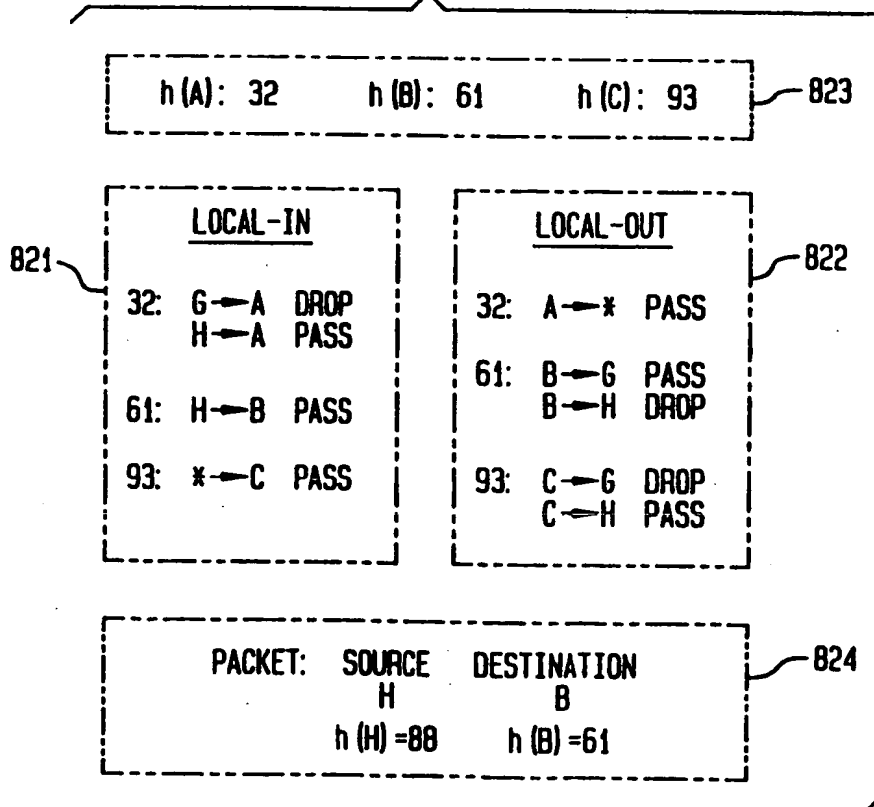 h (A): 32 h (B): 61 h (C): 93
823
LOCAL-IN
821
32: G→A DROP
H→A PASS
61: H→B PASS
93: *→C PASS
LOCAL-OUT
822
32: A→* PASS
61: B→G PASS
B→H DROP
93: C→G DROP
C→H PASS
824
PACKET: SOURCE DESTINATION
H B
h (H) =88 h (B) =61